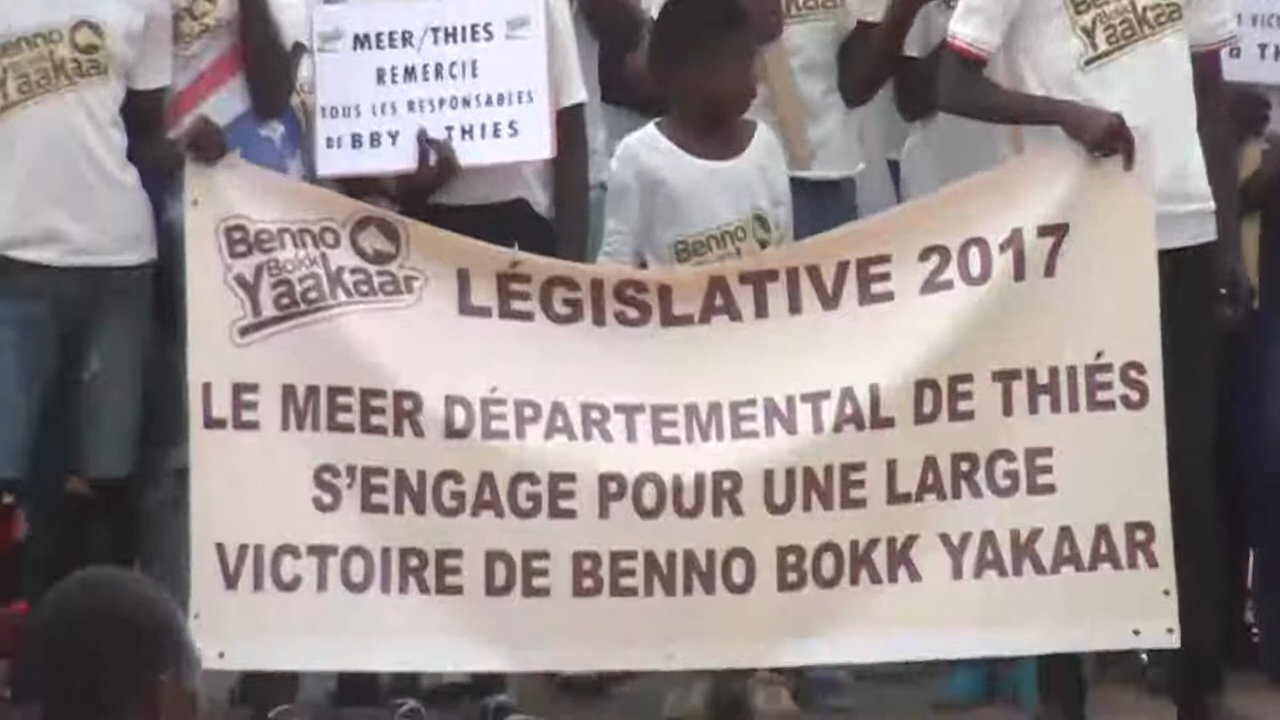 Benno
Yaakaar
MEER/THIES
REMERCIE
TOUS LES RESPONSABLES
DE BBY A THIES
Benno
Bokk
Yaakaar
Benno
Benno
Bokk
Yaakaar
LÉGISLATIVE 2017
LE MEER DÉPARTEMENTAL DE THIÉS
S'ENGAGE POUR UNE LARGE
VICTOIRE DE BENNO BOKK YAKAAR